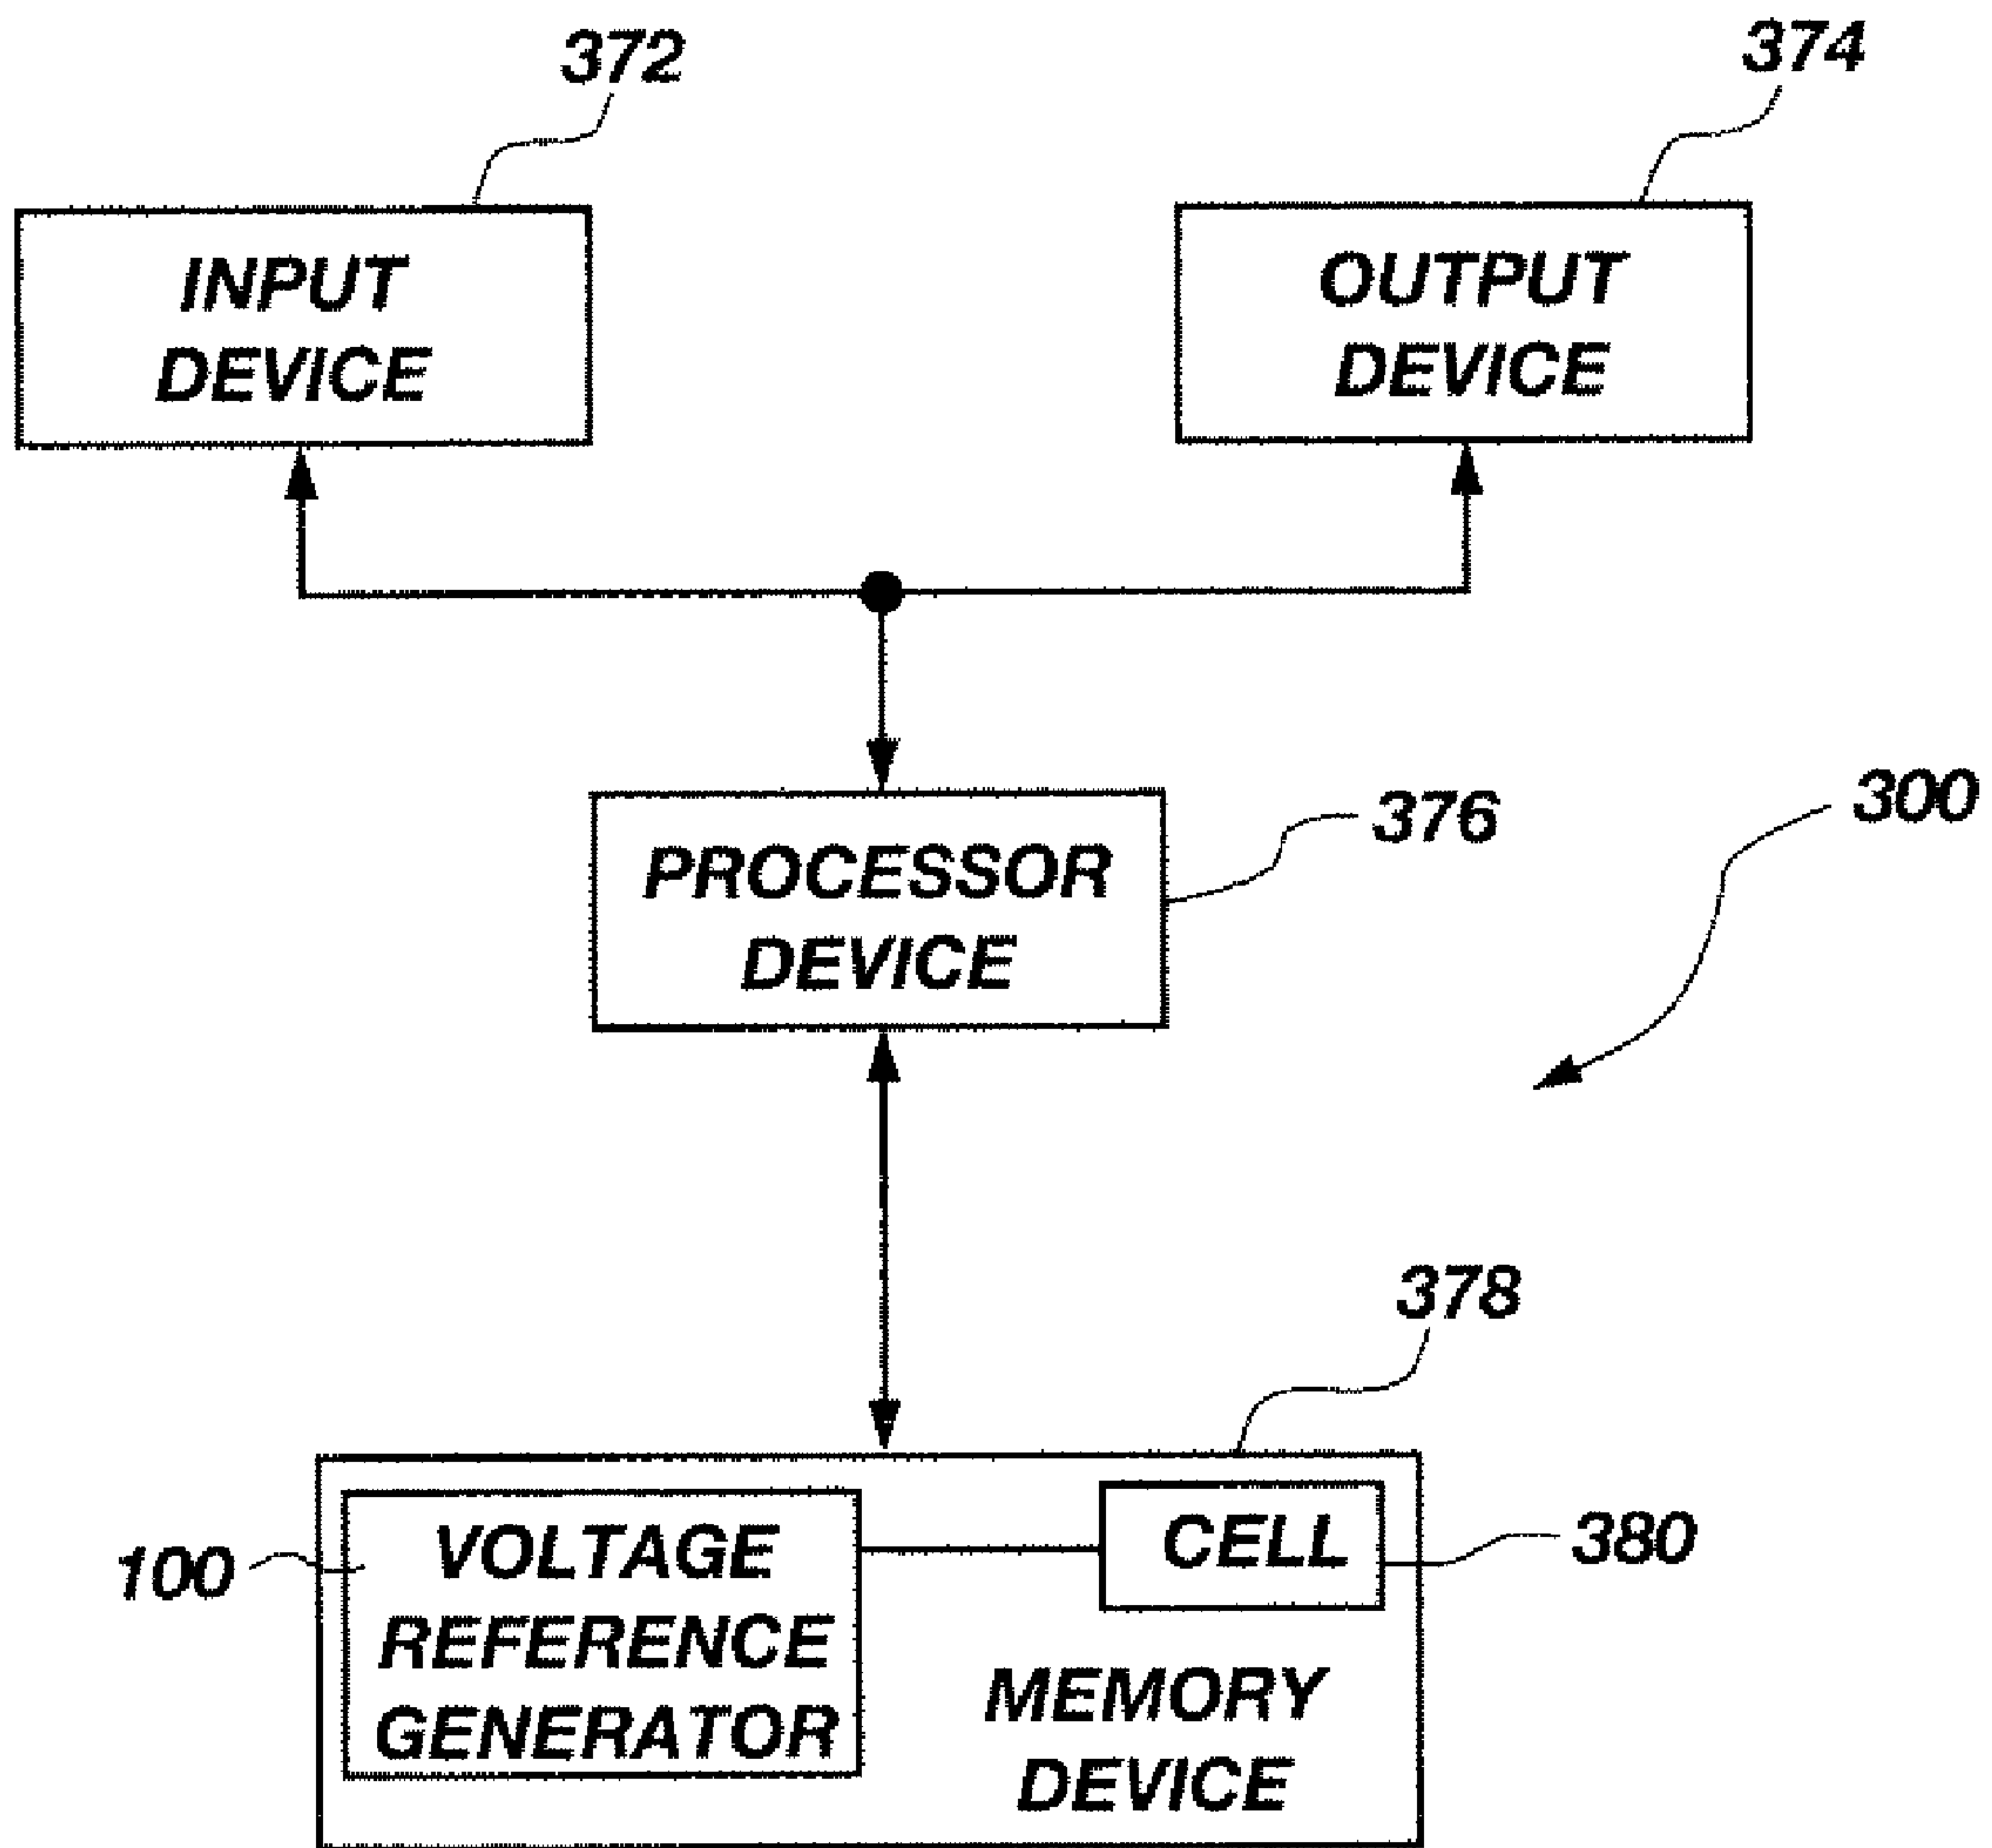 372
374
INPUT
DEVICE
OUTPUT
DEVICE
PROCESSOR
DEVICE
376
300
378
VOLTAGE
REFERENCE
GENERATOR
100
CELL
380
MEMORY
DEVICE